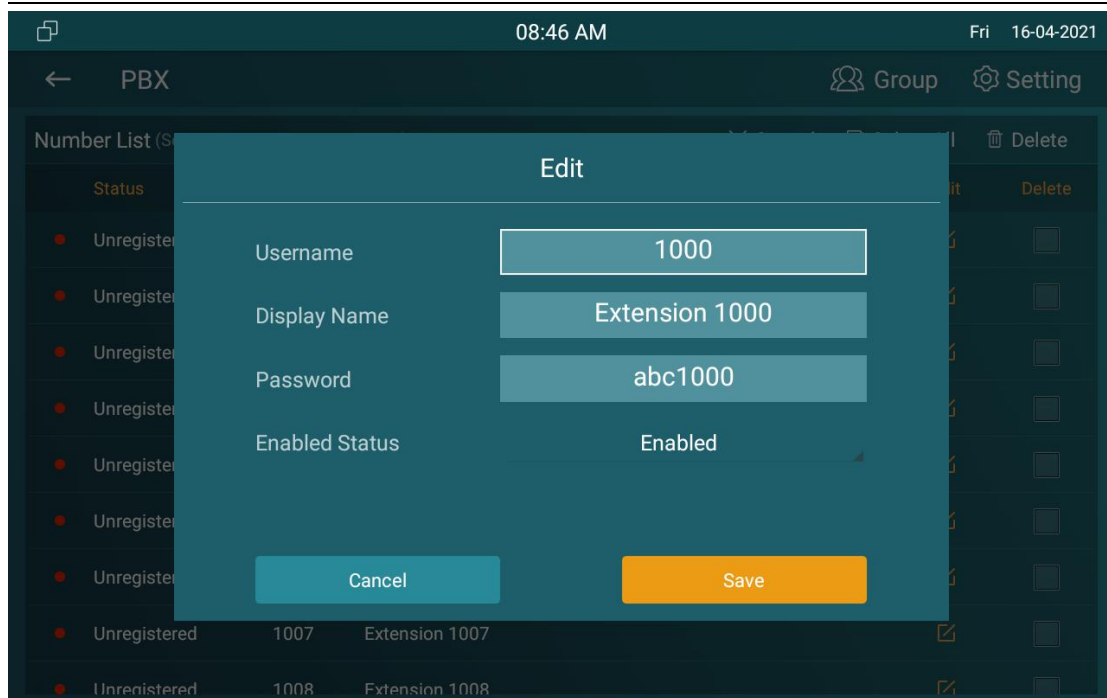 08:46 AM Fri 16-04-2021
PBX Group Setting
Number List Delete
Edit
Status Delete
Username 1000
Display Name Extension 1000
Password abc1000
Enabled Status Enabled
Cancel Save
Unregistered 1007 Extension 1007
Unregistered 1008 Extension 1008